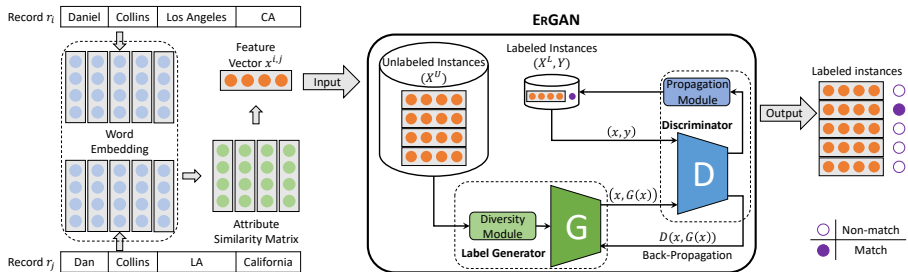 Record r_i Daniel Collins Los Angeles CA
Word
Embedding
Record r_j Dan Collins LA California
Feature
Vector x^{i,j}
Attribute
Similarity Matrix
Input
ERGAN
Unlabeled Instances
(X^U)
Labeled Instances
(X^L, Y)
Propagation
Module
Discriminator
(x, y)
D
(x, G(x))
Diversity
Module
G
Label Generator
D(x, G(x))
Back-Propagation
Output
Labeled instances
Non-match
Match